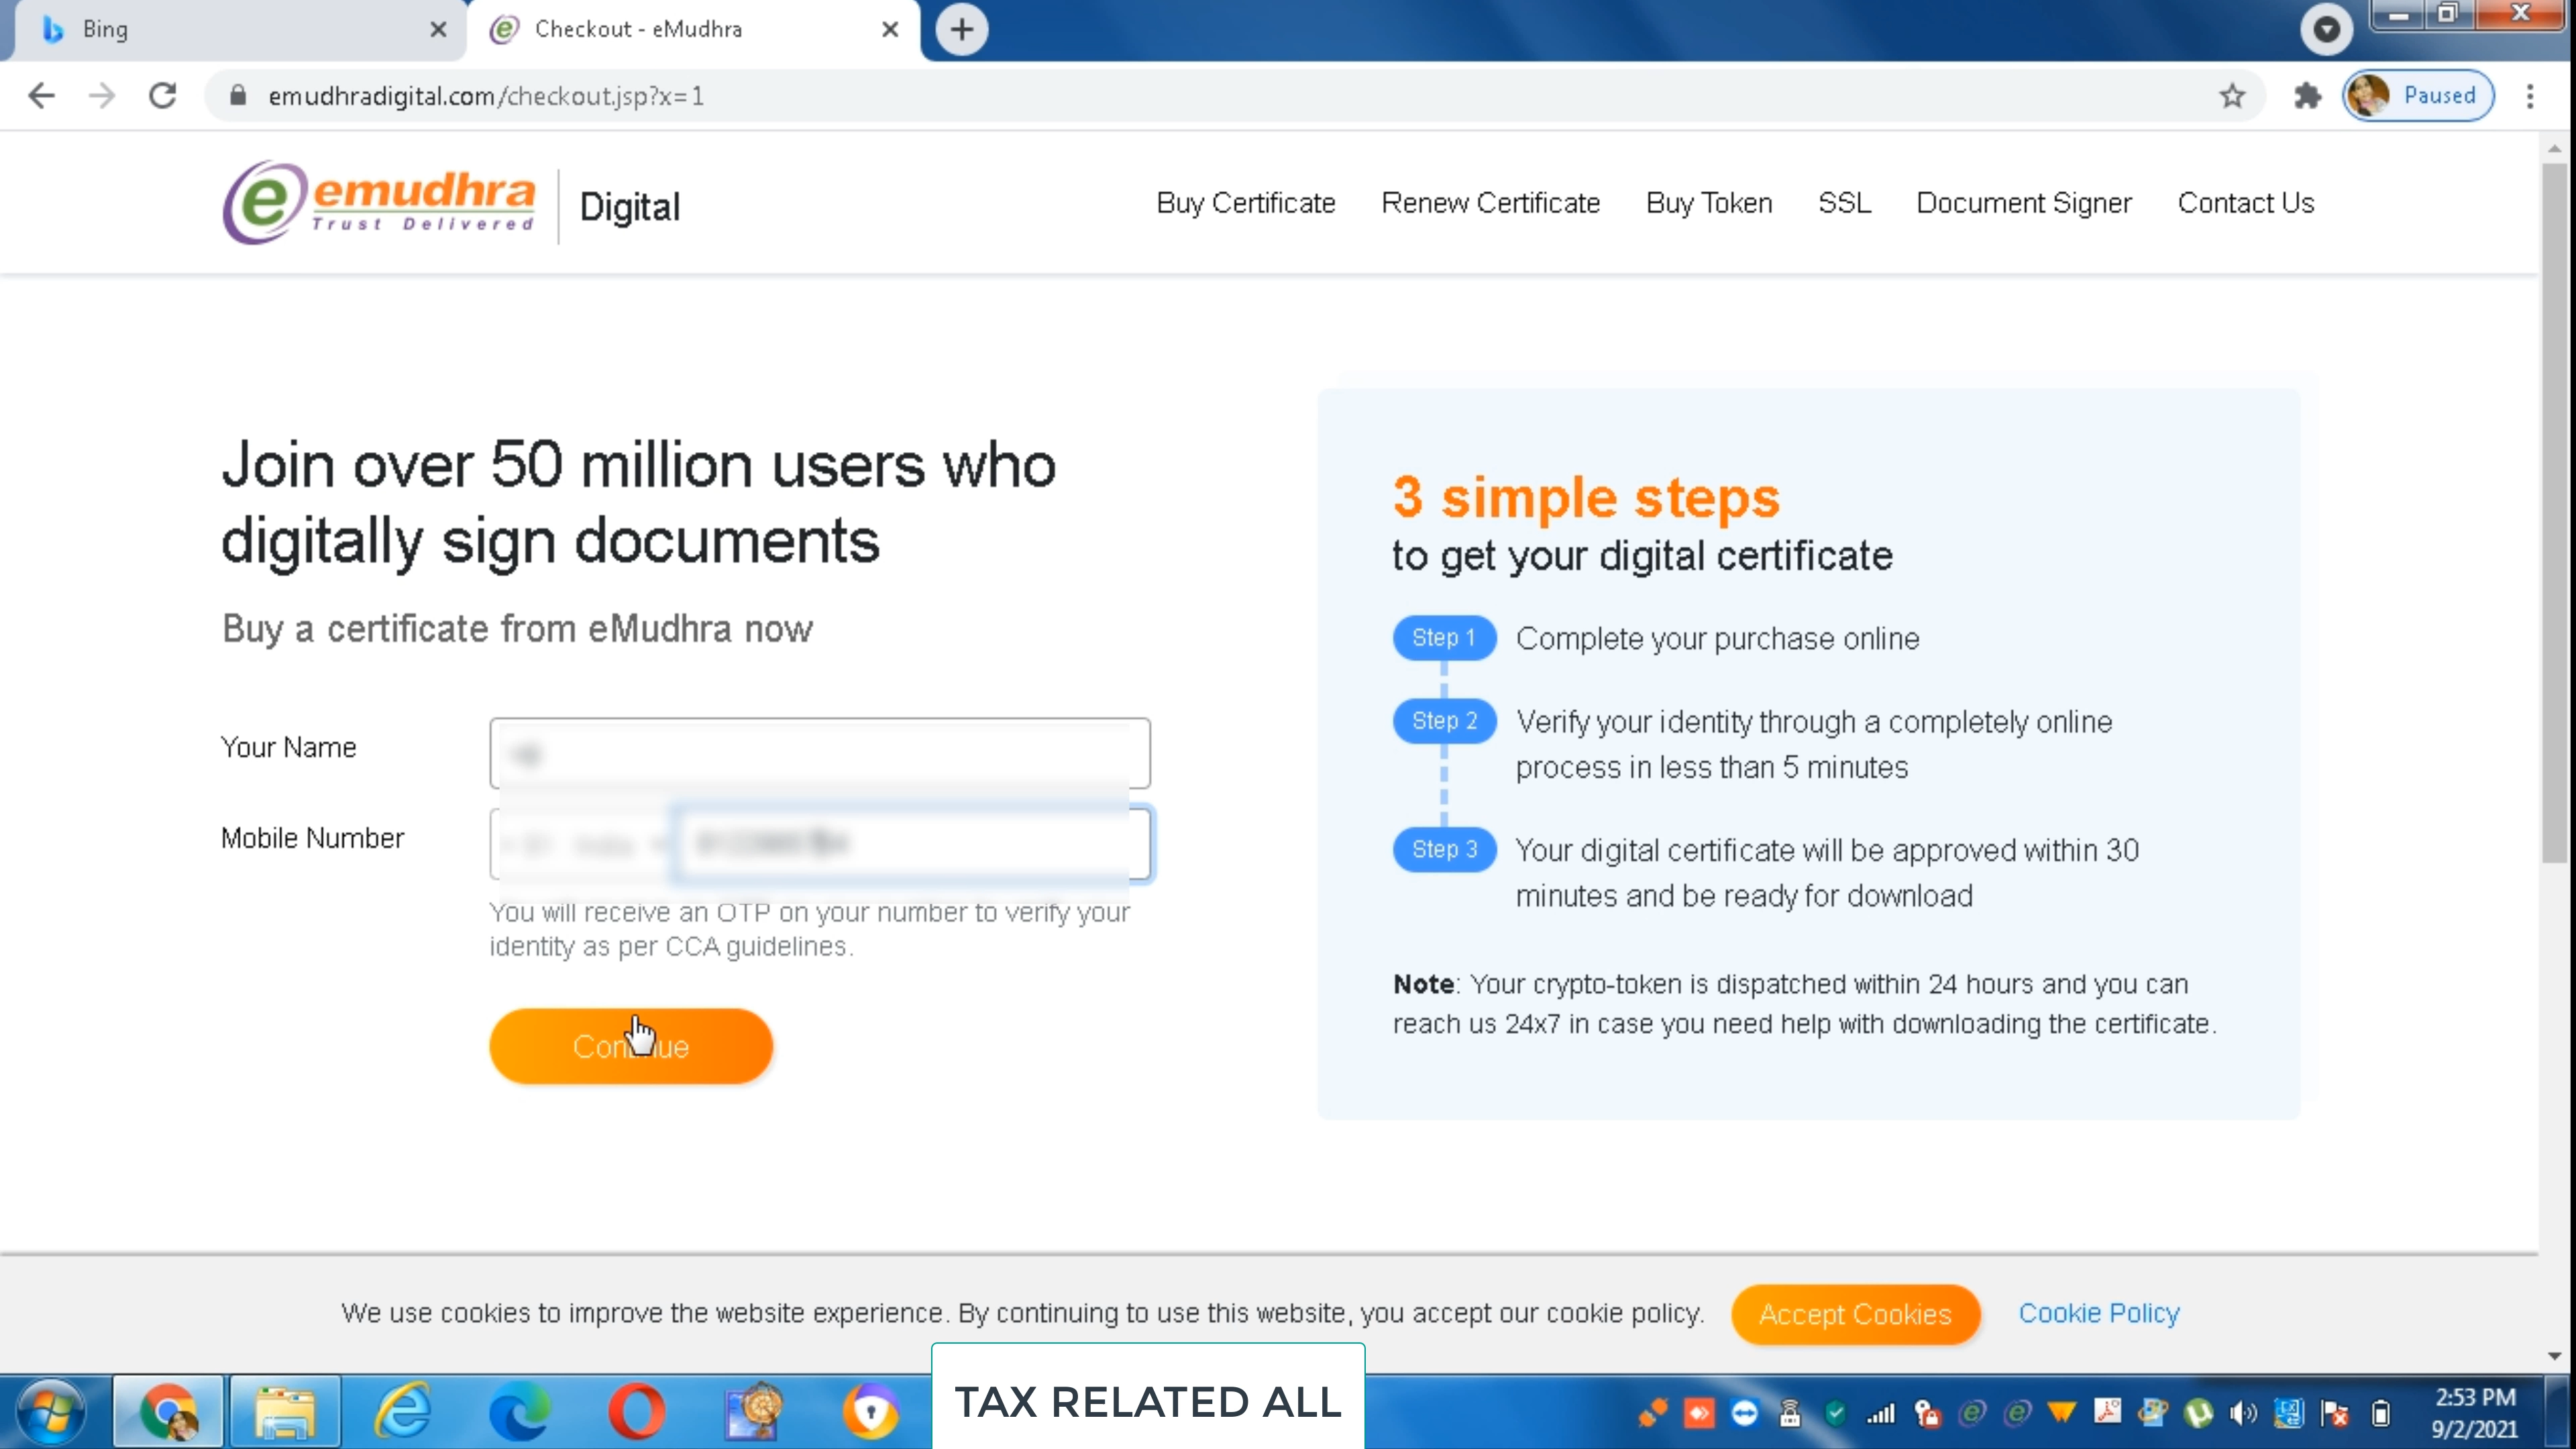 Bing
Checkout - eMudhra
emudhradigital.com/checkout.jsp?x=1
Paused
emudhra
Trust Delivered
Digital
Buy Certificate
Renew Certificate
Buy Token
SSL
Document Signer
Contact Us
Join over 50 million users who
digitally sign documents
Buy a certificate from eMudhra now
Your Name
Mobile Number
You will receive an OTP on your number to verify your
identity as per CCA guidelines.
3 simple steps
to get your digital certificate
Step 1
Complete your purchase online
Step 2
Verify your identity through a completely online
process in less than 5 minutes
Step 3
Your digital certificate will be approved within 30
minutes and be ready for download
Note: Your crypto-token is dispatched within 24 hours and you can
reach us 24x7 in case you need help with downloading the certificate.
Continue
We use cookies to improve the website experience. By continuing to use this website, you accept our cookie policy.
Accept Cookies
Cookie Policy
TAX RELATED ALL
2:53 PM
9/2/2021